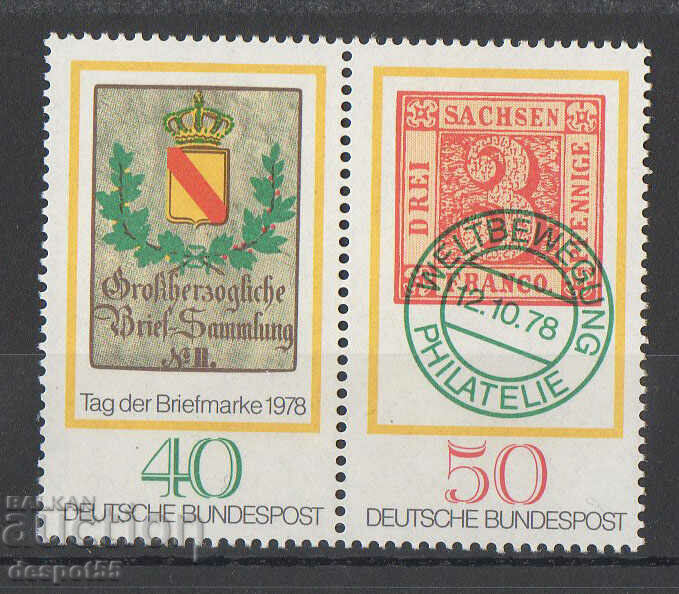 Großherzogliche
Brief-Sammlung
No. II.
Tag der Briefmarke 1978
40
DEUTSCHE BUNDESPOST
SACHSEN
DREI
PFENNIGE
3
FRANCO
WELTBEWEGUNG
12.10.78
PHILATELIE
50
DEUTSCHE BUNDESPOST
BALKAN
auction
despot55